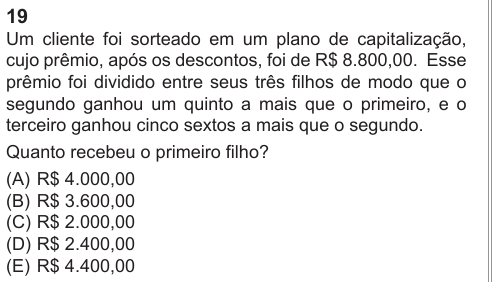 19
Um cliente foi sorteado em um plano de capitalização,
cujo prêmio, após os descontos, foi de R$ 8.800,00. Esse
prêmio foi dividido entre seus três filhos de modo que o
segundo ganhou um quinto a mais que o primeiro, e o
terceiro ganhou cinco sextos a mais que o segundo.
Quanto recebeu o primeiro filho?
(A) R$ 4.000,00
(B) R$ 3.600,00
(C) R$ 2.000,00
(D) R$ 2.400,00
(E) R$ 4.400,00